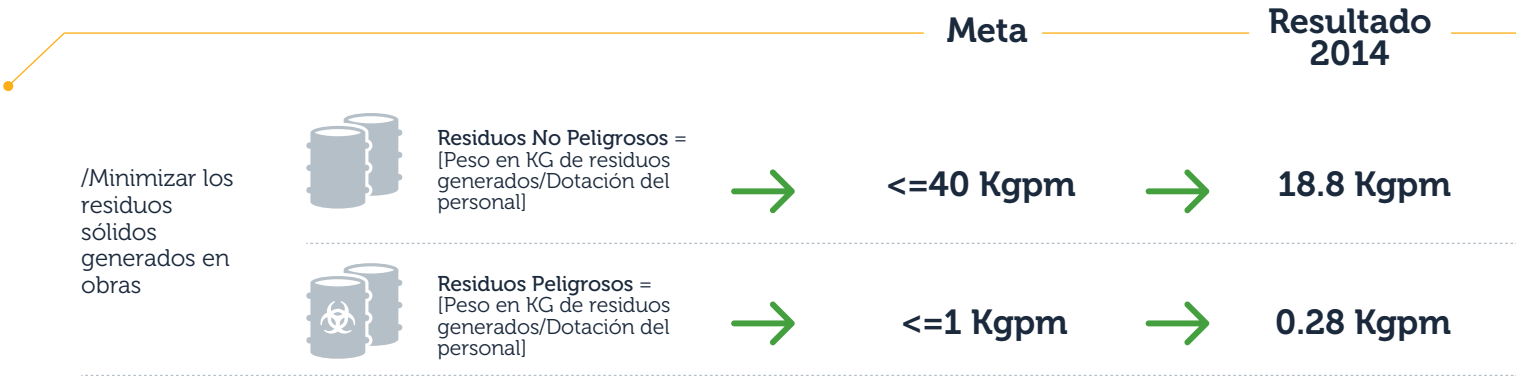 Meta
Resultado
2014
/Minimizar los
residuos
sólidos
generados en
obras
Residuos No Peligrosos =
[Peso en KG de residuos
generados/Dotación del
personal]
<=40 Kgpm
18.8 Kgpm
Residuos Peligrosos =
[Peso en KG de residuos
generados/Dotación del
personal]
<=1 Kgpm
0.28 Kgpm